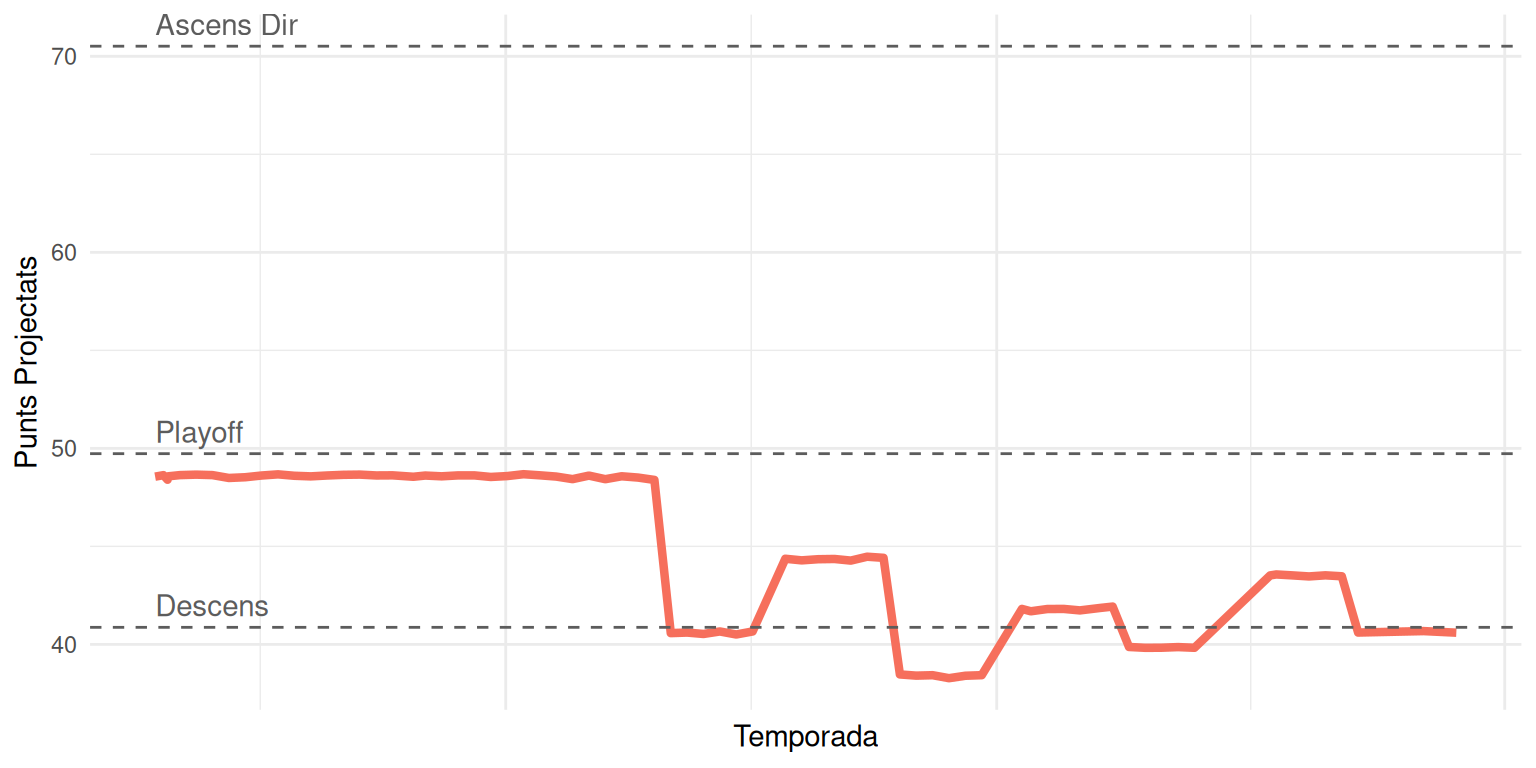 Ascens Dir
70
60
Punts Projectats
Playoff
50
Descens
40
Temporada